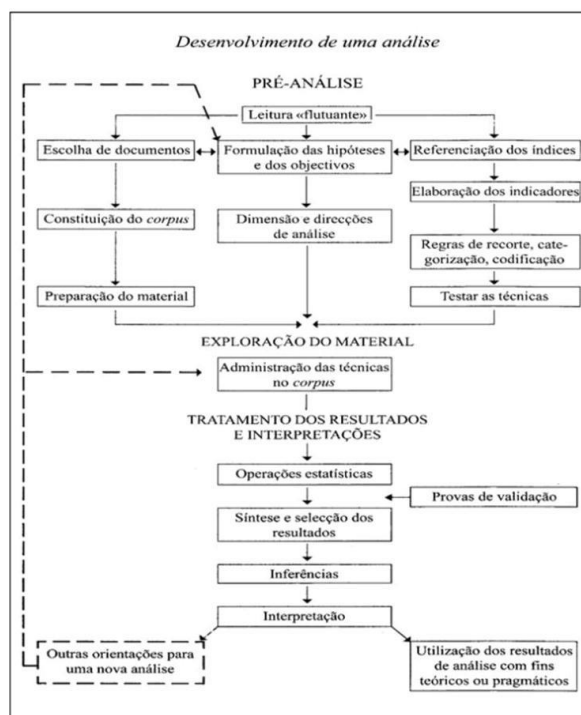 Desenvolvimento de uma análise
PRÉ-ANÁLISE
Leitura «flutuante»
Escolha de documentos
Formulação das hipóteses
e dos objectivos
Referenciação dos índices
Constituição do corpus
Dimensão e direcções
de análise
Elaboração dos indicadores
Regras de recorte, cate-
gorização, codificação
Preparação do material
Testar as técnicas
EXPLORAÇÃO DO MATERIAL
Administração das técnicas
no corpus
TRATAMENTO DOS RESULTADOS
E INTERPRETAÇÕES
Operações estatísticas
Provas de validação
Síntese e selecção dos
resultados
Inferências
Interpretação
Outras orientações para
uma nova análise
Utilização dos resultados
de análise com fins
teóricos ou pragmáticos